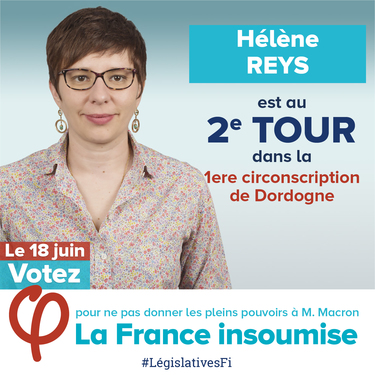 Hélène
REYS
est au
2e TOUR
dans la
1ere circonscription
de Dordogne
Le 18 juin
Votez
pour ne pas donner les pleins pouvoirs à M. Macron
φ La France insoumise
#LégislativesFi